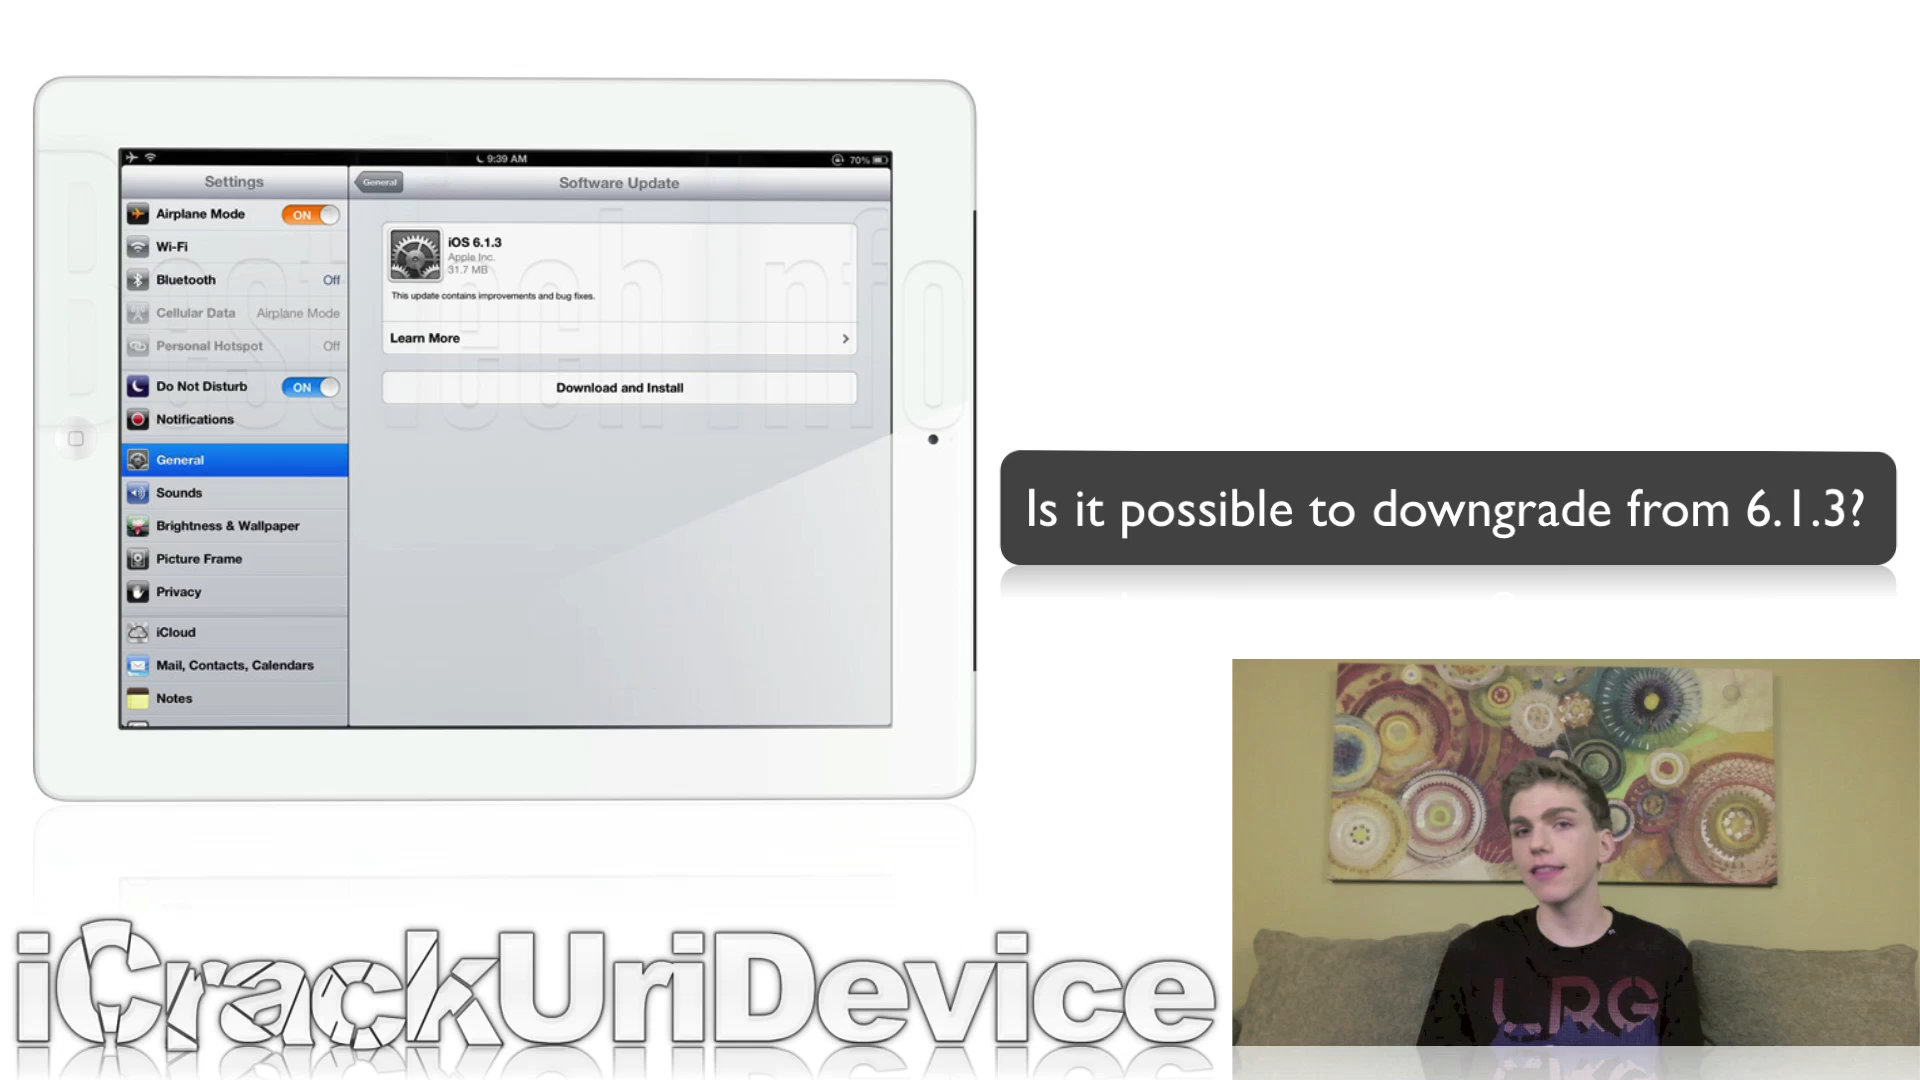 9:39 AM
70%
Settings
General
Software Update
Airplane Mode
ON
Wi-Fi
Bluetooth
Off
Cellular Data
Airplane Mode
Personal Hotspot
Off
Do Not Disturb
ON
Notifications
General
Sounds
Brightness & Wallpaper
Picture Frame
Privacy
iCloud
Mail, Contacts, Calendars
Notes
iOS 6.1.3
Apple Inc.
31.7 MB
This update contains improvements and bug fixes.
Learn More
Download and Install
Best Tech Info
Is it possible to downgrade from 6.1.3?
iCrackUriDevice
LRG